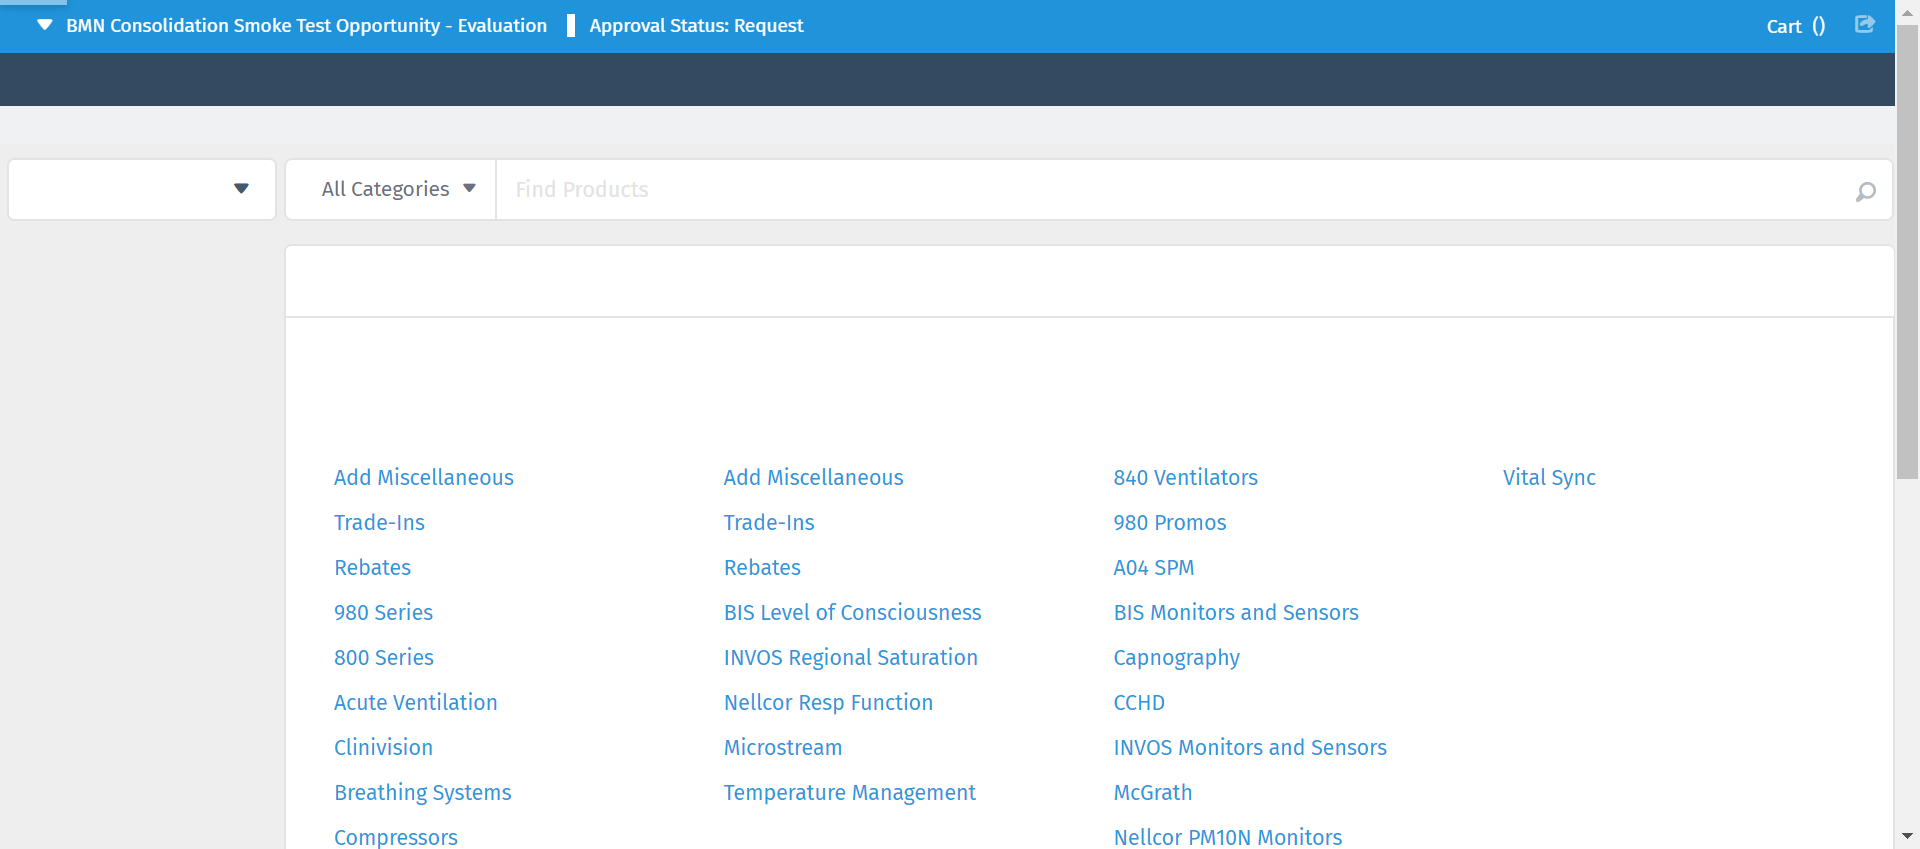 BMN Consolidation Smoke Test Opportunity - Evaluation Approval Status: Request Cart ()
All Categories Find Products
Add Miscellaneous
Trade-Ins
Rebates
980 Series
800 Series
Acute Ventilation
Clinivision
Breathing Systems
Compressors
Add Miscellaneous
Trade-Ins
Rebates
BIS Level of Consciousness
INVOS Regional Saturation
Nellcor Resp Function
Microstream
Temperature Management
840 Ventilators
980 Promos
A04 SPM
BIS Monitors and Sensors
Capnography
CCHD
INVOS Monitors and Sensors
McGrath
Nellcor PM10N Monitors
Vital Sync